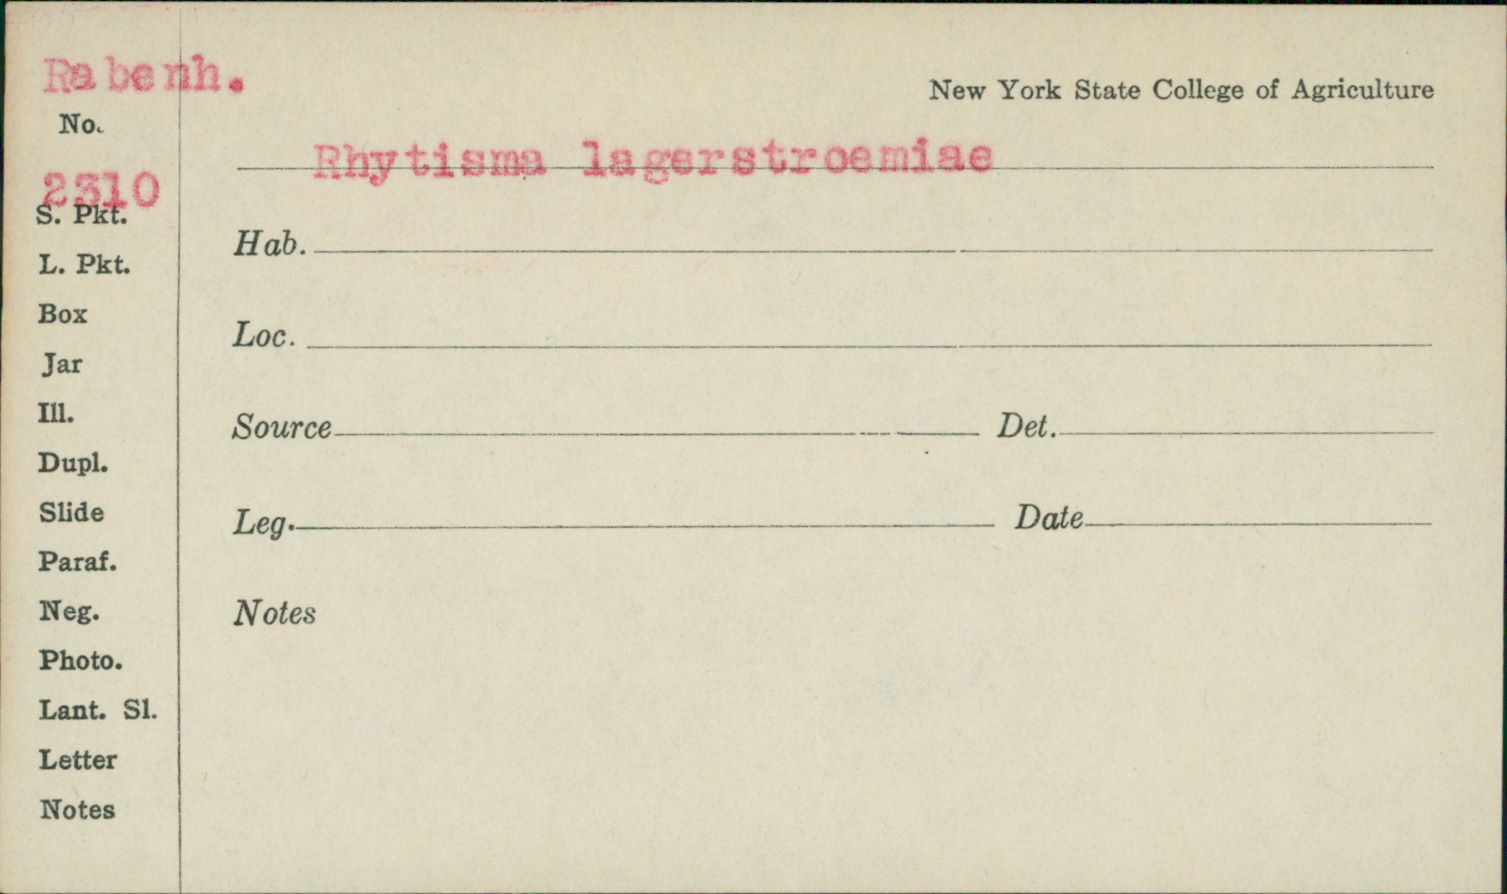 Rabenh.
No.
2310
S. Pkt.
L. Pkt.
Box
Jar
Ill.
Dupl.
Slide
Paraf.
Neg.
Photo.
Lant. Sl.
Letter
Notes
New York State College of Agriculture
Rhytisma lagerstroemiae
Hab.
Loc.
Source Det.
Leg. Date
Notes